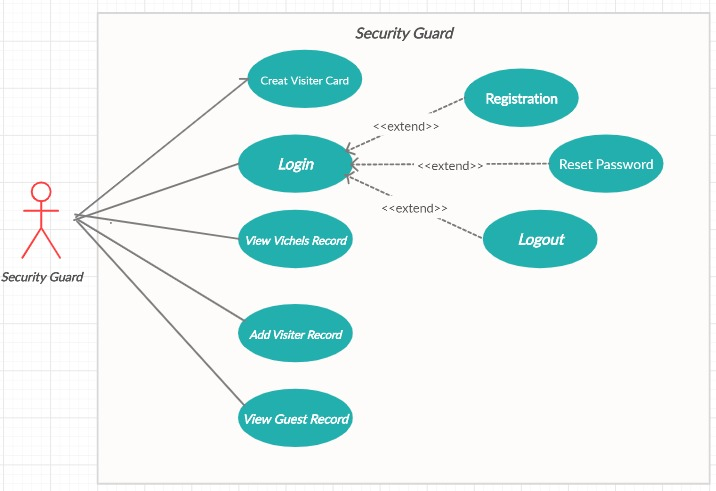 Security Guard
Creat Visiter Card
Registration
<<extend>>
Login
<<extend>>
Reset Password
<<extend>>
View Vichels Record
Logout
Security Guard
Add Visiter Record
View Guest Record